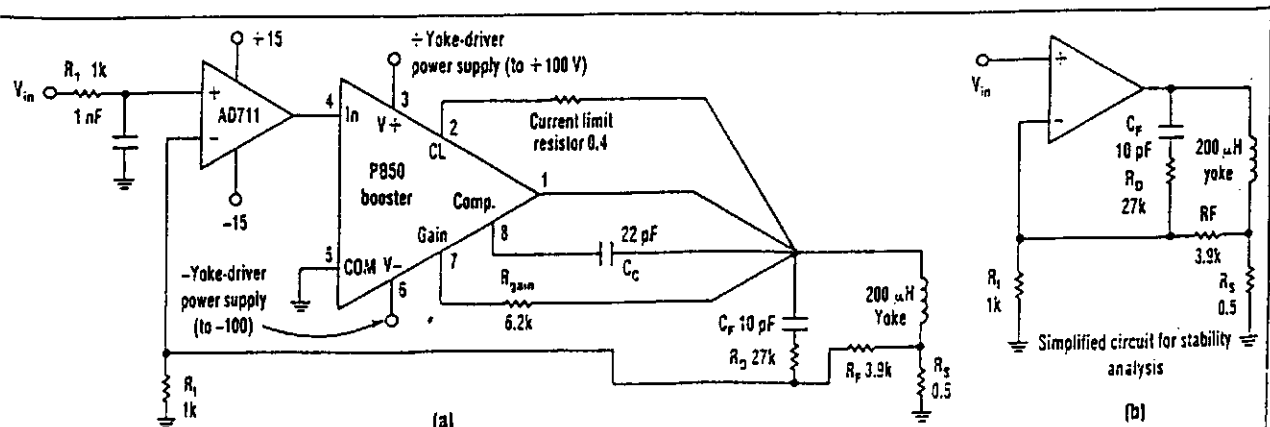 +15
÷Yoke-driver
power supply (to +100 V)
R₁ 1k
V_in
1 nF
+
AD711
-
-15
4
In
3
V÷
2
CL
Current limit
resistor 0.4
P850
booster
1
Comp.
8
22 pF
C_C
Gain
7
5
COM
V-
6
R_gain
6.2k
-Yoke-driver
power supply
(to -100)
200 µH
Yoke
C_F 10 pF
R_D 27k
R_F 3.9k
R_S
0.5
R_I
1k
(a)
(b)
V_in
÷
-
C_F
10 pF
R_D
27k
200 µH
yoke
RF
3.9k
R_I
1k
R_S
0.5
Simplified circuit for stability
analysis